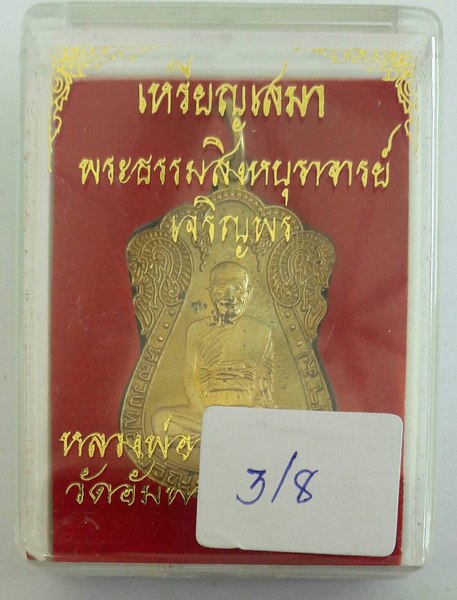 เหรียญเสมา
พระธรรมสิงหบุราจารย์
เจริญพร
หลวงพ่อ
3/8